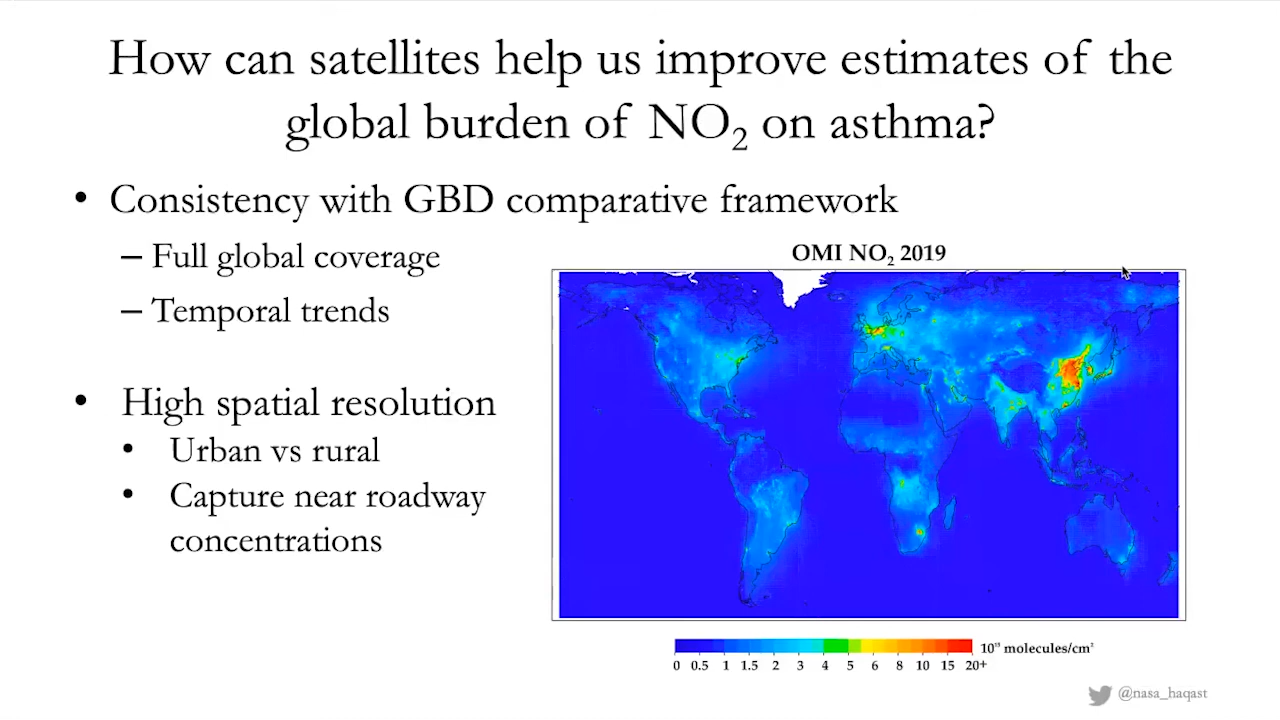 How can satellites help us improve estimates of the
global burden of NO₂ on asthma?
• Consistency with GBD comparative framework
– Full global coverage
– Temporal trends
• High spatial resolution
• Urban vs rural
• Capture near roadway
concentrations
OMI NO₂ 2019
0 0.5 1 1.5 2 3 4 5 6 8 10 15 20+
10¹⁵ molecules/cm²
@nasa_haqast